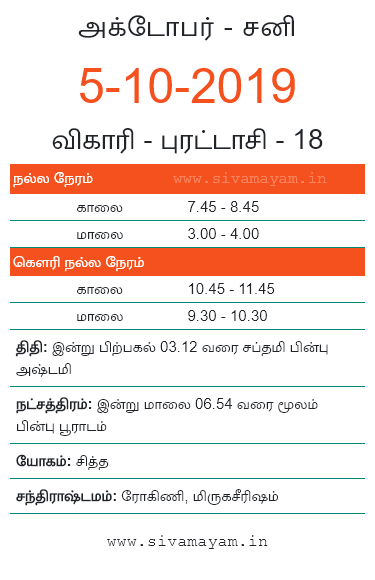 அக்டோபர் - சனி
5-10-2019
விகாரி - புரட்டாசி - 18
நல்ல நேரம் www.sivamayam.in
காலை 7.45 - 8.45
மாலை 3.00 - 4.00
கௌரி நல்ல நேரம்
காலை 10.45 - 11.45
மாலை 9.30 - 10.30
திதி: இன்று பிற்பகல் 03.12 வரை சப்தமி பின்பு
அஷ்டமி
நட்சத்திரம்: இன்று மாலை 06.54 வரை மூலம்
பின்பு பூராடம்
யோகம்: சித்த
சந்திராஷ்டமம்: ரோகிணி, மிருகசீரிஷம்
www.sivamayam.in